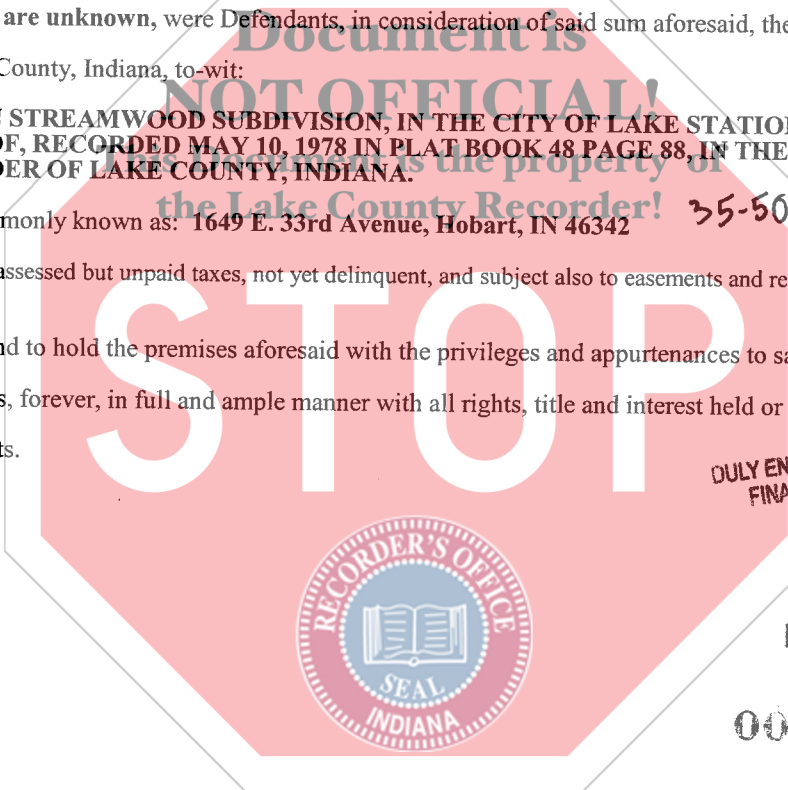 are unknown, were Defendants, in consideration of said sum aforesaid, the
Document is
County, Indiana, to-wit:
NOT OFFICIAL!
STREAMWOOD SUBDIVISION, IN THE CITY OF LAKE STATIO
F, RECORDED MAY 10, 1978 IN PLAT BOOK 48 PAGE 88, IN THE
This Document is the property of
ER OF LAKE COUNTY, INDIANA.
the Lake County Recorder!
monly known as: 1649 E. 33rd Avenue, Hobart, IN 46342
35-50
assessed but unpaid taxes, not yet delinquent, and subject also to easements and re
STOP
d to hold the premises aforesaid with the privileges and appurtenances to sa
s, forever, in full and ample manner with all rights, title and interest held or
ts.
DULY EN
FINA
RECORDER'S OFFICE
SEAL
INDIANA
00